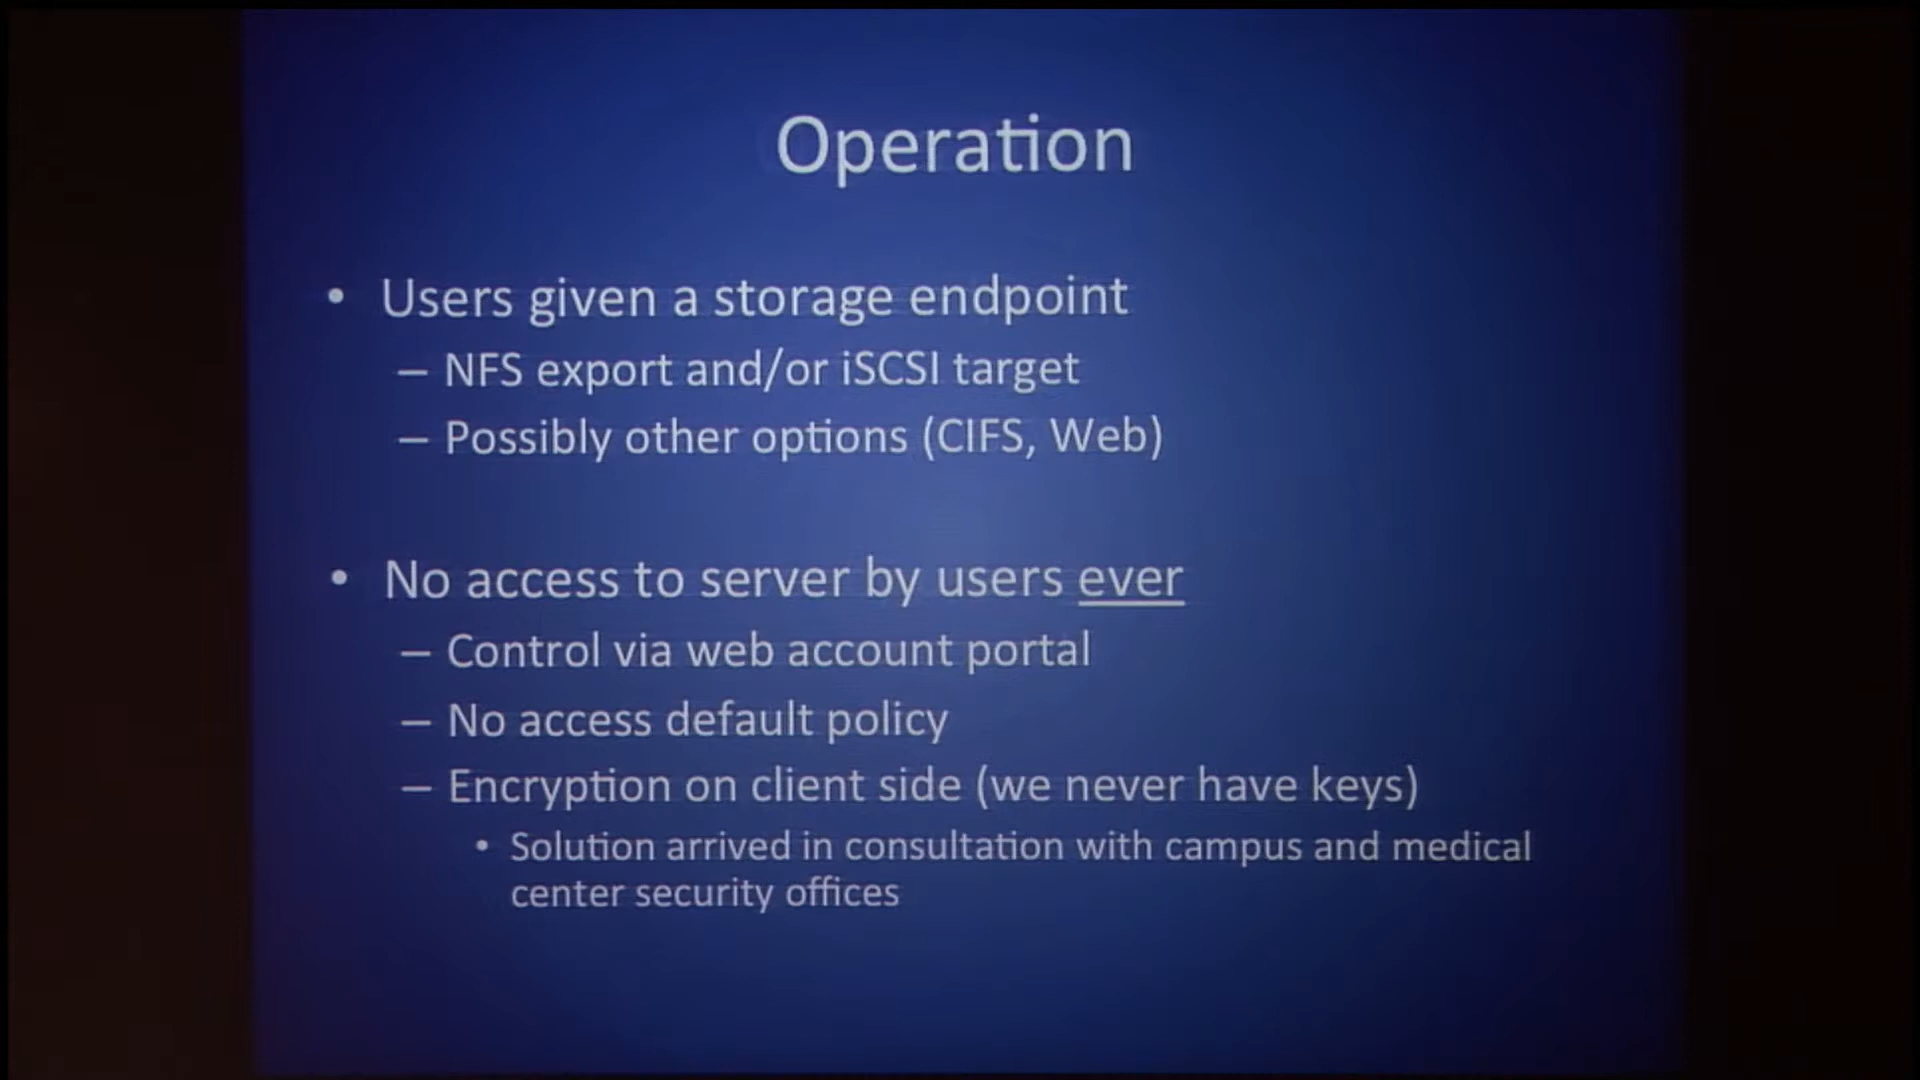 Operation
• Users given a storage endpoint
– NFS export and/or iSCSI target
– Possibly other options (CIFS, Web)
• No access to server by users ever
– Control via web account portal
– No access default policy
– Encryption on client side (we never have keys)
• Solution arrived in consultation with campus and medical
center security offices